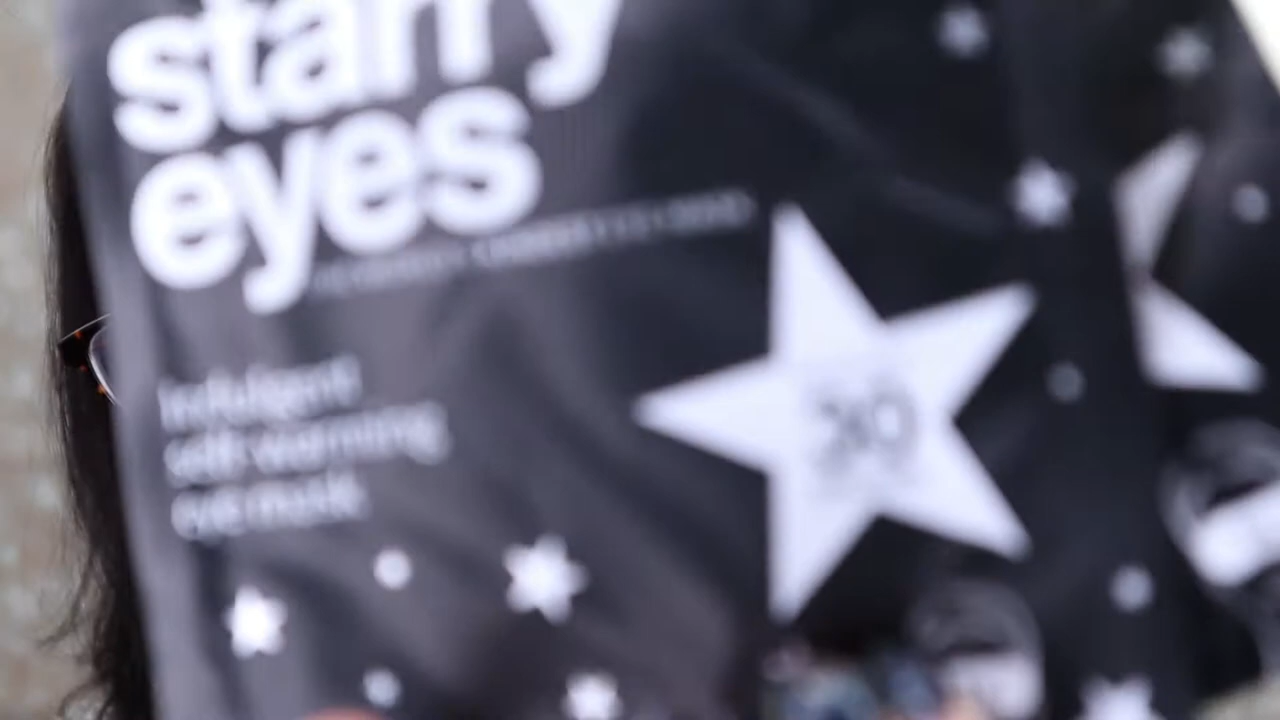 starry
eyes
Indulgent
self warming
eye mask